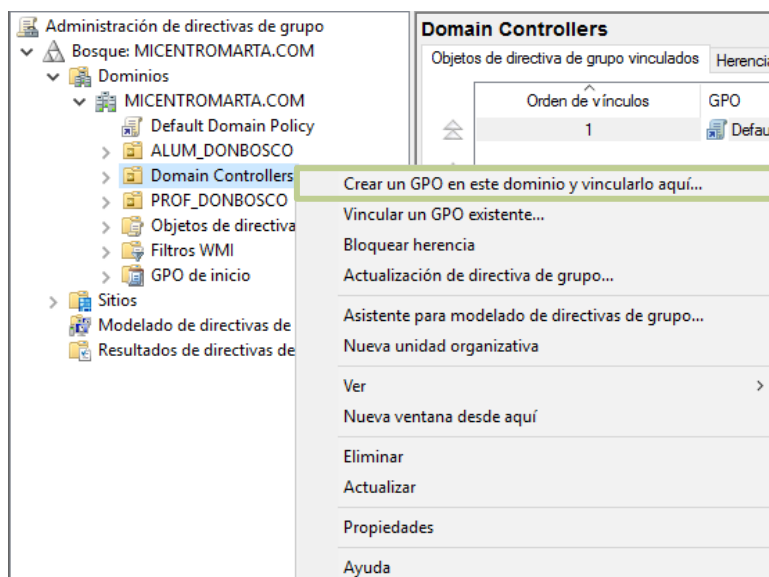 Administración de directivas de grupo
Bosque: MICENTROMARTA.COM
Dominios
MICENTROMARTA.COM
Default Domain Policy
ALUM_DONBOSCO
Domain Controllers
PROF_DONBOSCO
Objetos de directiva
Filtros WMI
GPO de inicio
Sitios
Modelado de directivas de
Resultados de directivas de
Domain Controllers
Objetos de directiva de grupo vinculados Herencia
Orden de vínculos GPO
1 Defau
Crear un GPO en este dominio y vincularlo aquí...
Vincular un GPO existente...
Bloquear herencia
Actualización de directiva de grupo...
Asistente para modelado de directivas de grupo...
Nueva unidad organizativa
Ver
Nueva ventana desde aquí
Eliminar
Actualizar
Propiedades
Ayuda